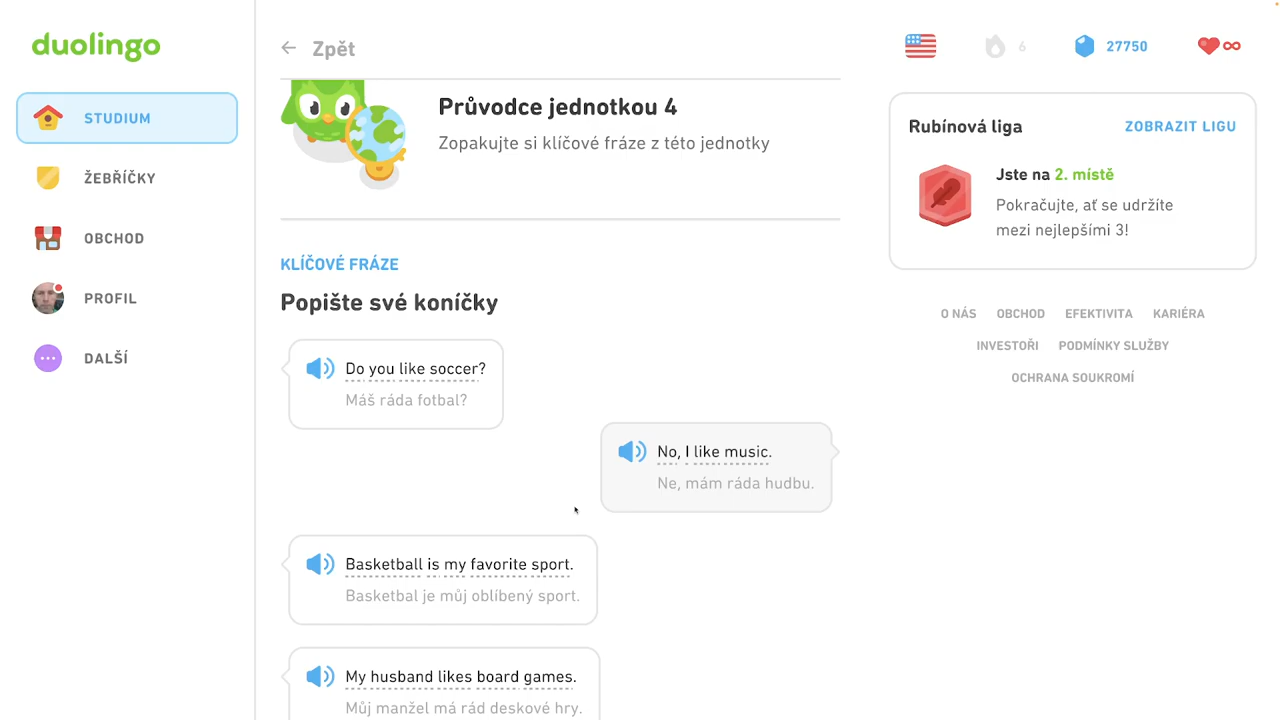 duolingo
STUDIUM
ŽEBŘÍČKY
OBCHOD
PROFIL
DALŠÍ
Zpět
Průvodce jednotkou 4
Zopakujte si klíčové fráze z této jednotky
KLÍČOVÉ FRÁZE
Popište své koníčky
Do you like soccer?
Máš ráda fotbal?
No, I like music.
Ne, mám ráda hudbu.
Basketball is my favorite sport.
Basketbal je můj oblíbený sport.
My husband likes board games.
Můj manžel má rád deskové hry.
6
27750
∞
Rubínová liga
ZOBRAZIT LIGU
Jste na 2. místě
Pokračujte, ať se udržíte
mezi nejlepšími 3!
O NÁS OBCHOD EFEKTIVITA KARIÉRA
INVESTOŘI PODMÍNKY SLUŽBY
OCHRANA SOUKROMÍ